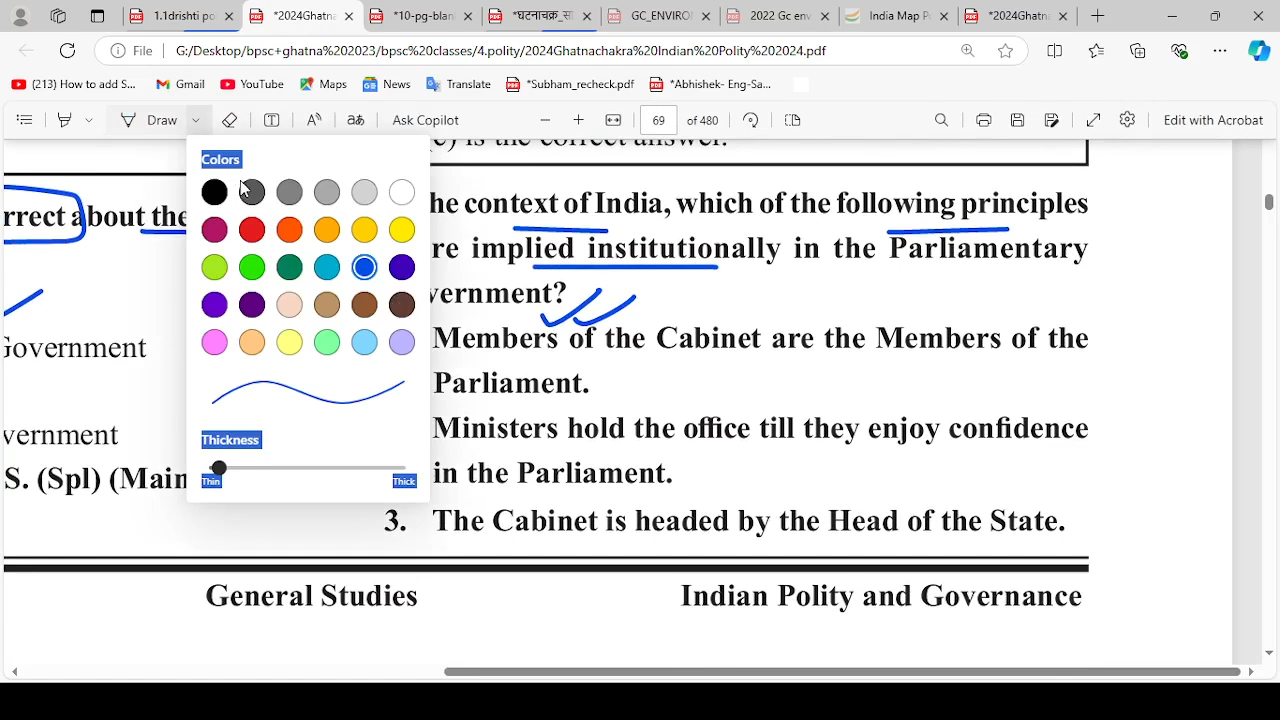 1.1drishti po
*2024Ghatna
*10-pg-blan
*घटनाचक्र_सा
GC_ENVIRO
2022 Gc env
India Map P
*2024Ghatna
File
G:/Desktop/bpsc+ghatna%202023/bpsc%20classes/4.polity/2024Ghatnachakra%20Indian%20Polity%202024.pdf
(213) How to add S...
Gmail
YouTube
Maps
News
Translate
*Subham_recheck.pdf
*Abhishek- Eng-Sa...
Draw
Ask Copilot
69 of 480
Edit with Acrobat
Colors
Thickness
Thin Thick
rrect about the
Government
vernment
S. (Spl) (Main
(e) is the correct answer.
he context of India, which of the following principles
re implied institutionally in the Parliamentary
vernment?
Members of the Cabinet are the Members of the
Parliament.
Ministers hold the office till they enjoy confidence
in the Parliament.
3. The Cabinet is headed by the Head of the State.
General Studies Indian Polity and Governance